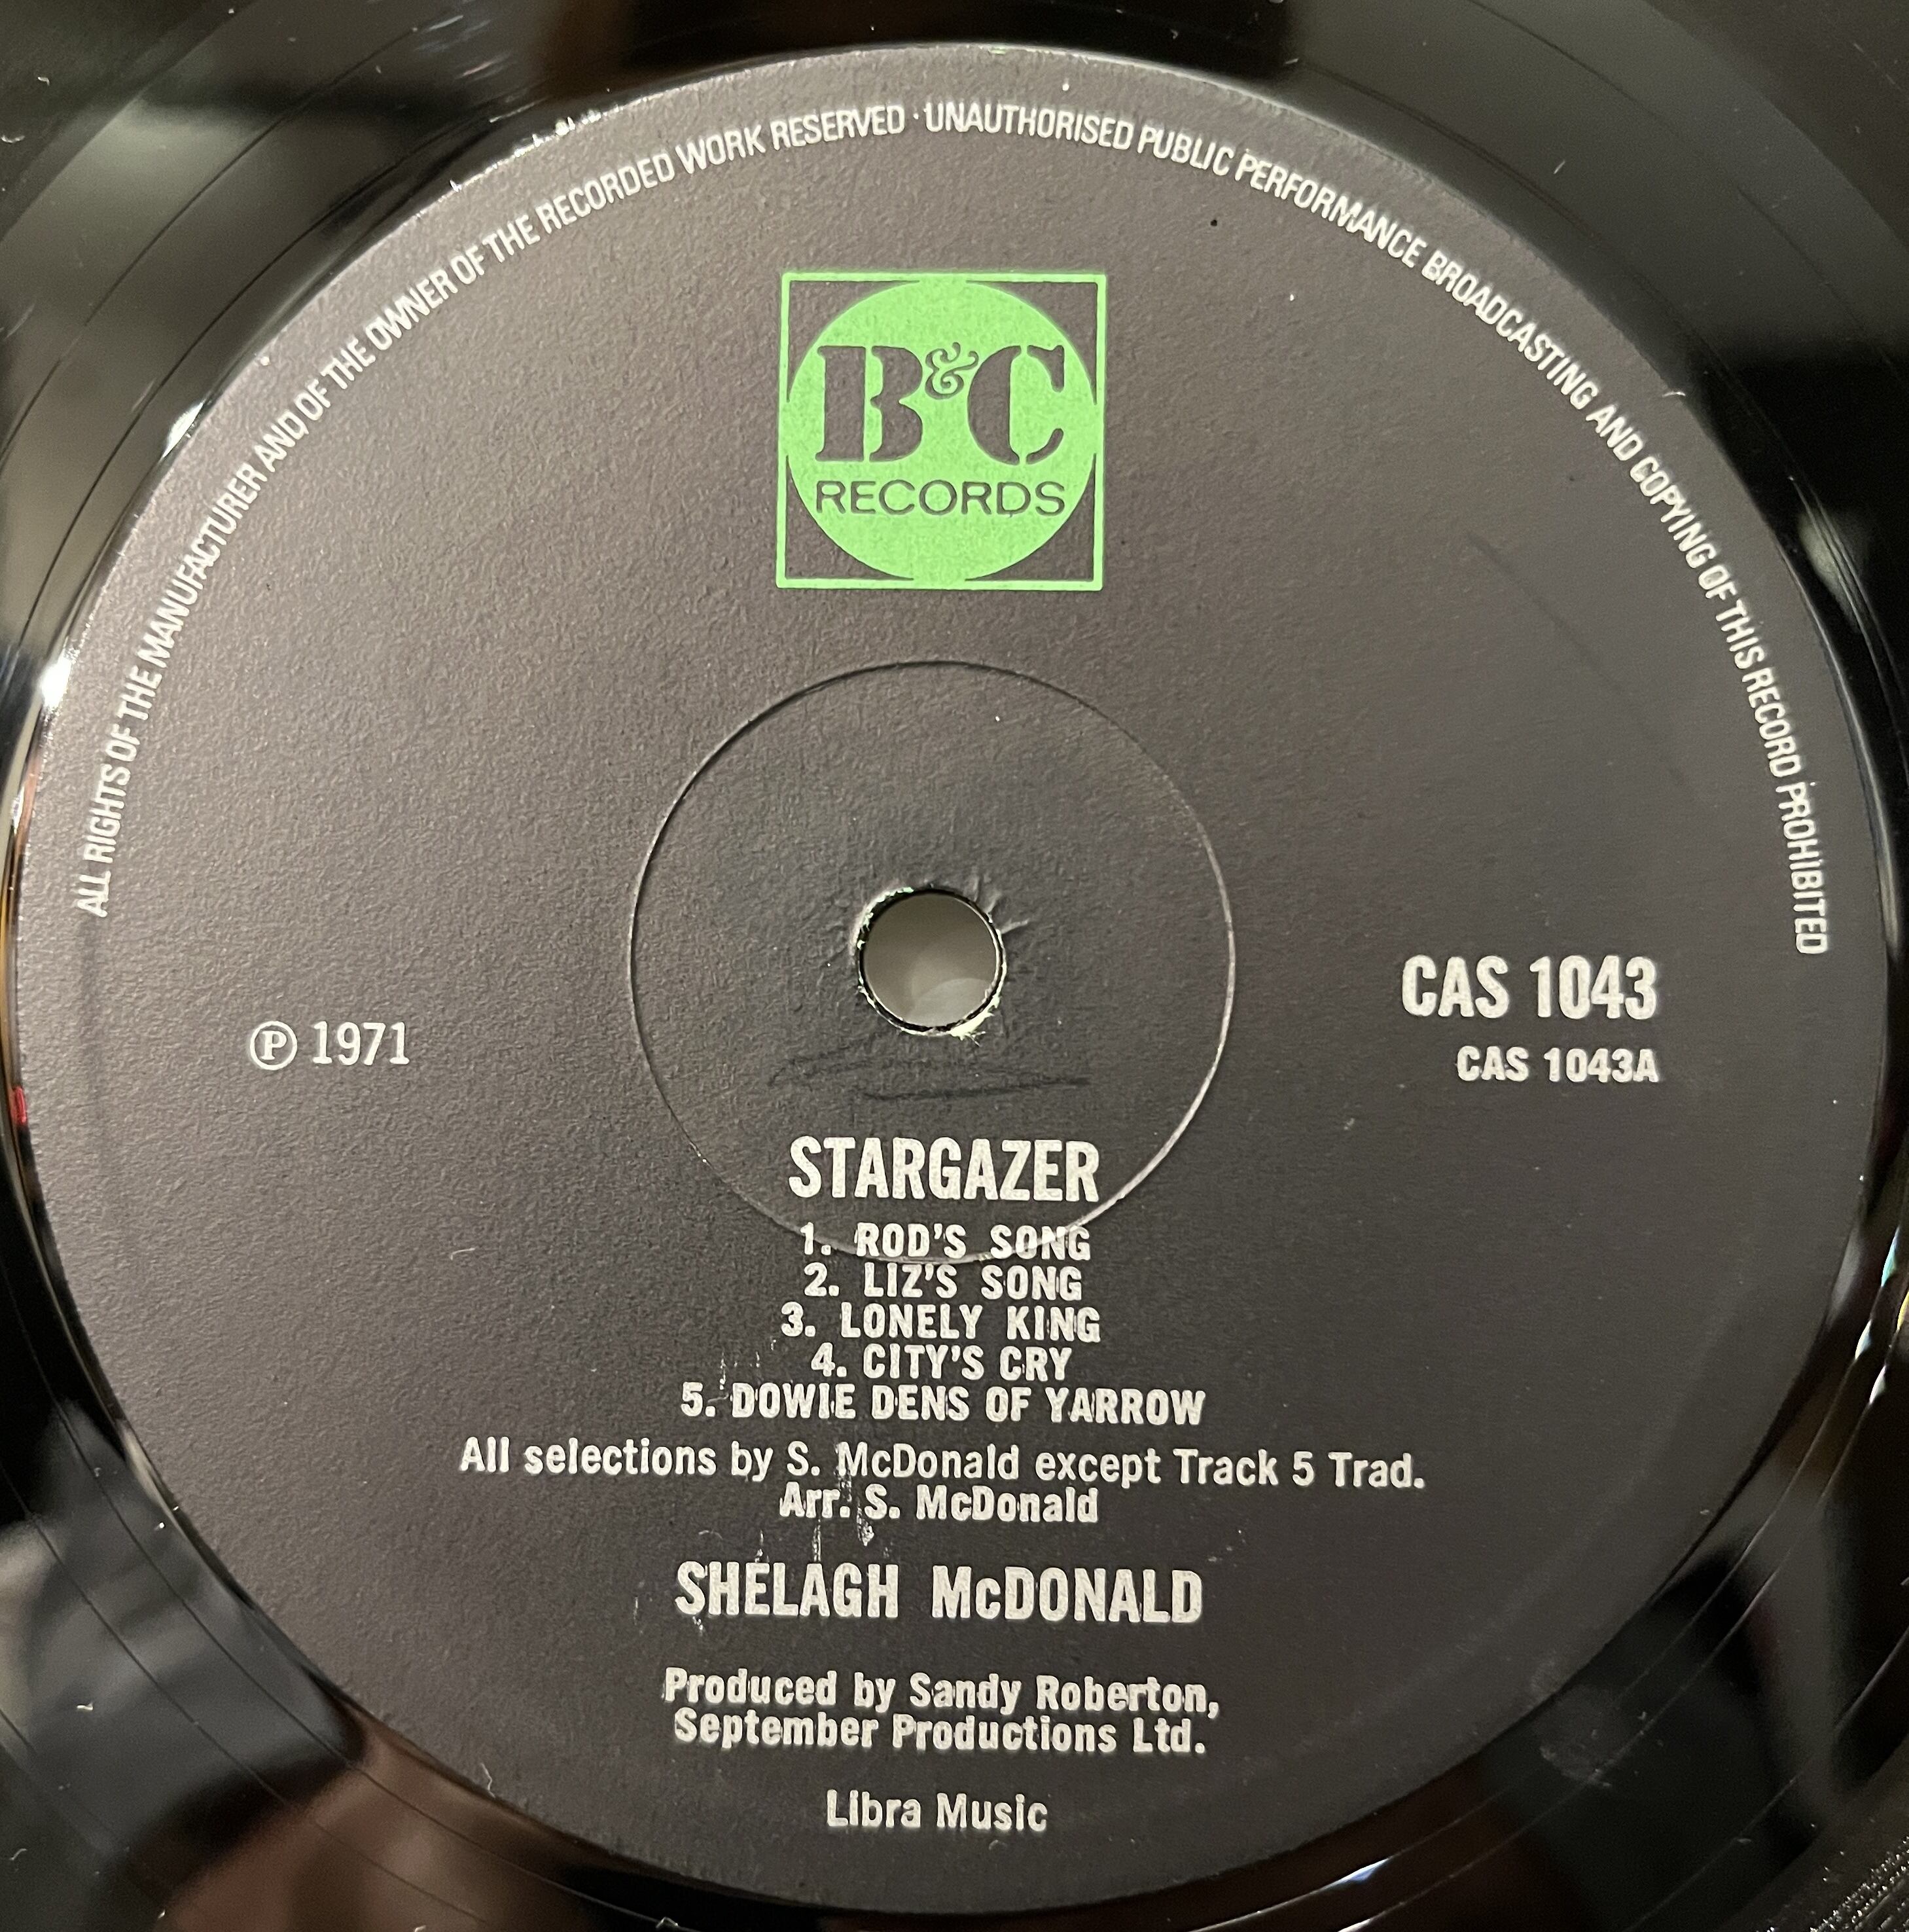 ALL RIGHTS OF THE MANUFACTURER AND OF THE OWNER OF THE RECORDED WORK RESERVED · UNAUTHORISED PUBLIC PERFORMANCE BROADCASTING AND COPYING OF THIS RECORD PROHIBITED
B&C
RECORDS
CAS 1043
℗ 1971
CAS 1043A
STARGAZER
1. ROD'S SONG
2. LIZ'S SONG
3. LONELY KING
4. CITY'S CRY
5. DOWIE DENS OF YARROW
All selections by S. McDonald except Track 5 Trad.
Arr. S. McDonald
SHELAGH McDONALD
Produced by Sandy Roberton,
September Productions Ltd.
Libra Music